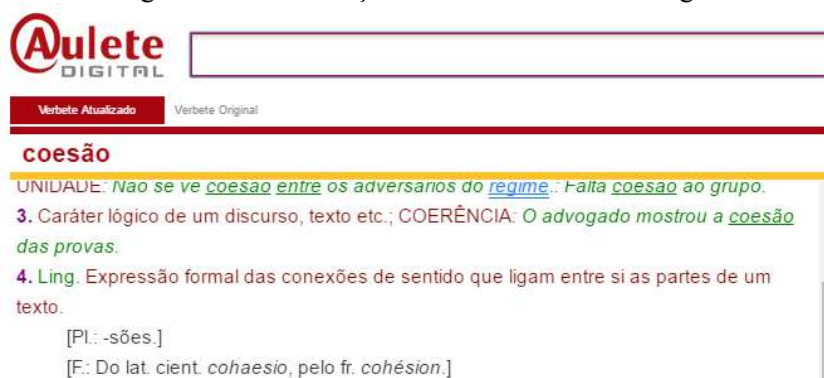 Aulete
DIGITAL
Verbete Atualizado Verbete Original
coesão
UNIDADE: Não se vê coesão entre os adversários do regime.: Falta coesão ao grupo.
3. Caráter lógico de um discurso, texto etc.; COERÊNCIA: O advogado mostrou a coesão
das provas.
4. Ling. Expressão formal das conexões de sentido que ligam entre si as partes de um
texto.
[Pl.: -sões.]
[F.: Do lat. cient. cohaesio, pelo fr. cohésion.]